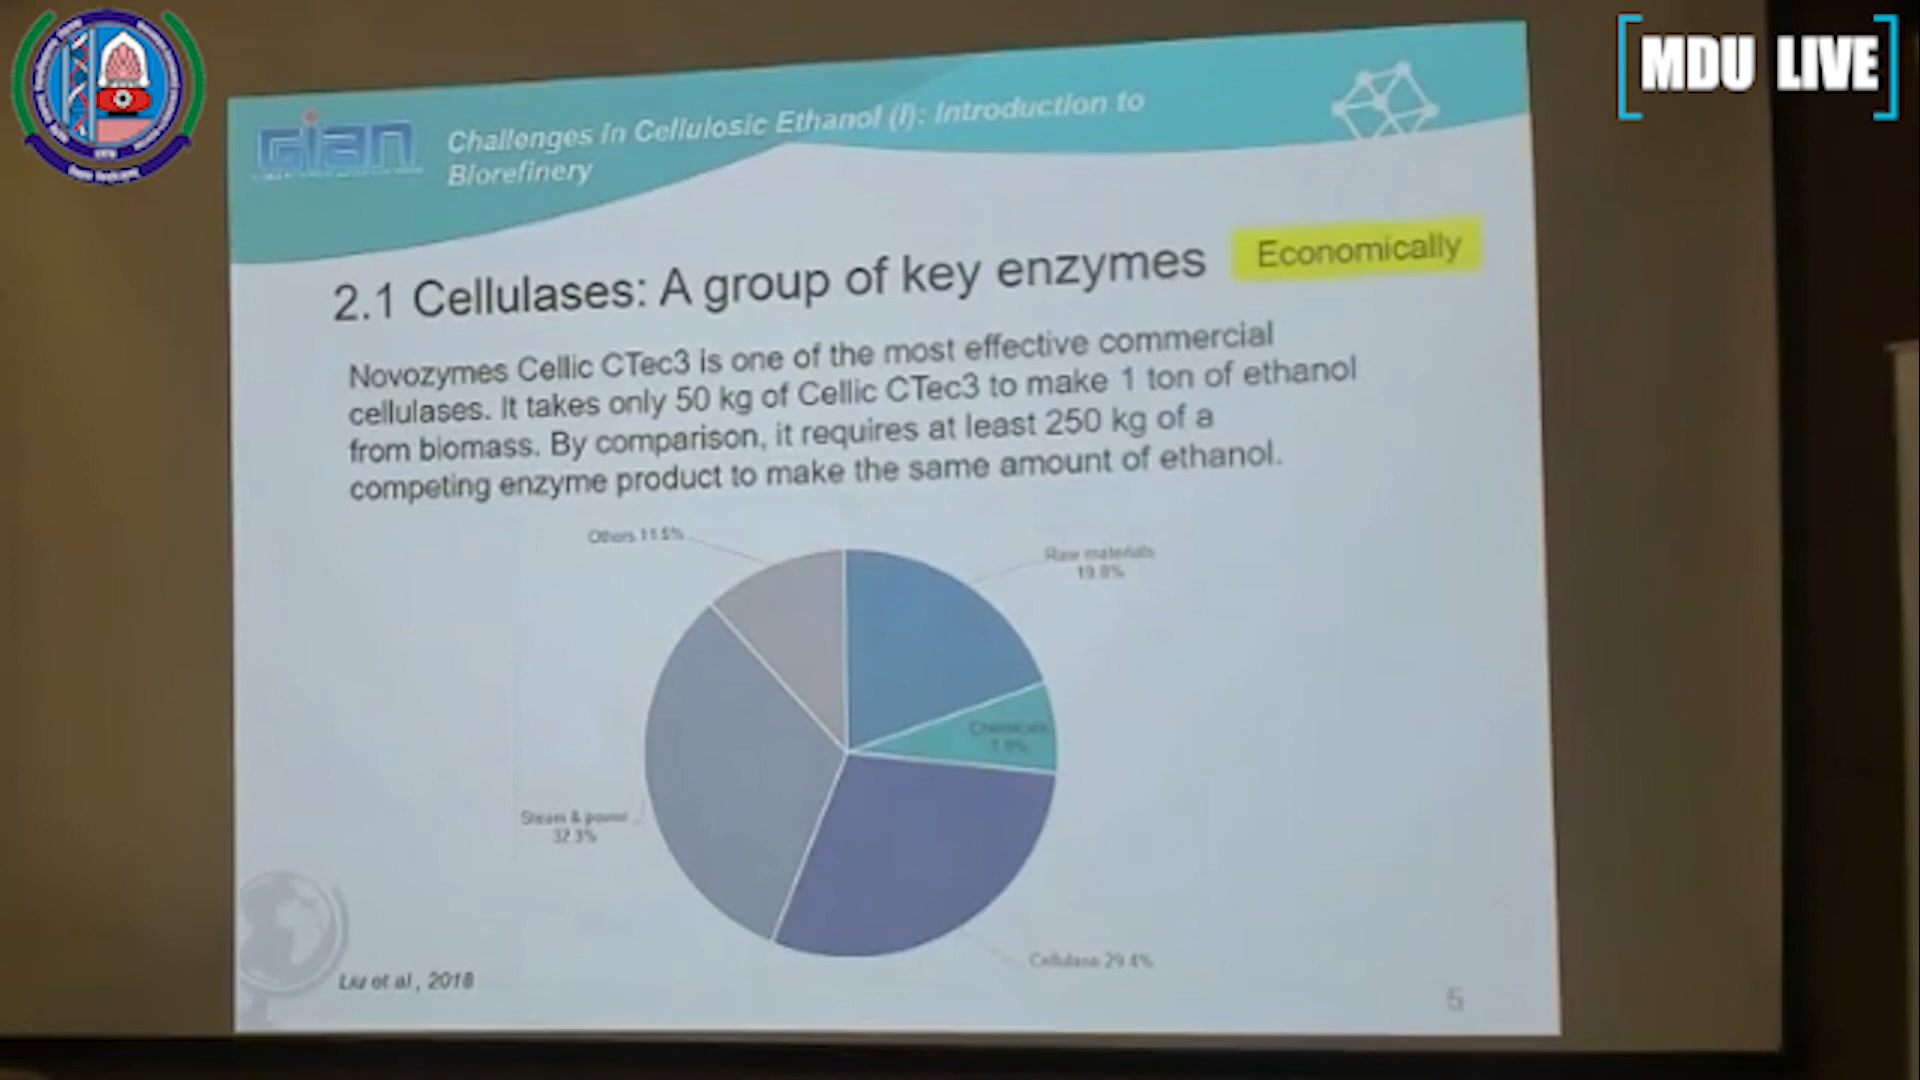 MDU LIVE
GIAN
Challenges in Cellulosic Ethanol (I): Introduction to
Biorefinery
2.1 Cellulases: A group of key enzymes
Economically
Novozymes Cellic CTec3 is one of the most effective commercial
cellulases. It takes only 50 kg of Cellic CTec3 to make 1 ton of ethanol
from biomass. By comparison, it requires at least 250 kg of a
competing enzyme product to make the same amount of ethanol.
Others 11.5%
Raw materials
19.8%
Chemicals
Steam & power
32.3%
Cellulase 29.4%
Liu et al., 2018
5